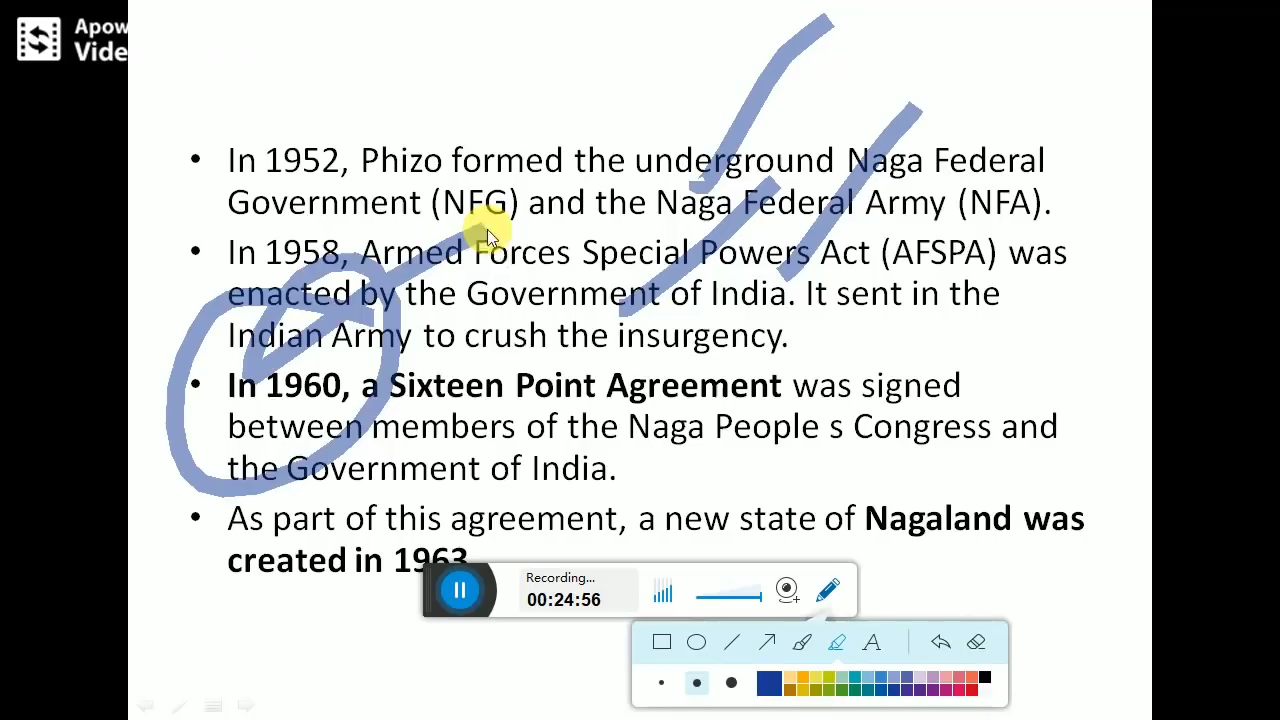 Apow
Vide
• In 1952, Phizo formed the underground Naga Federal
Government (NFG) and the Naga Federal Army (NFA).
• In 1958, Armed Forces Special Powers Act (AFSPA) was
enacted by the Government of India. It sent in the
Indian Army to crush the insurgency.
• In 1960, a Sixteen Point Agreement was signed
between members of the Naga People s Congress and
the Government of India.
• As part of this agreement, a new state of Nagaland was
created in 1963
Recording...
00:24:56
A